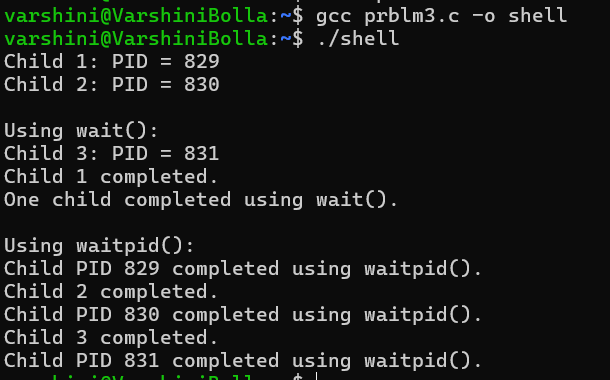 varshini@VarshiniBolla:~$ gcc prblm3.c -o shell
varshini@VarshiniBolla:~$ ./shell
Child 1: PID = 829
Child 2: PID = 830
Using wait():
Child 3: PID = 831
Child 1 completed.
One child completed using wait().
Using waitpid():
Child PID 829 completed using waitpid().
Child 2 completed.
Child PID 830 completed using waitpid().
Child 3 completed.
Child PID 831 completed using waitpid().
varshini@VarshiniBolla:~$